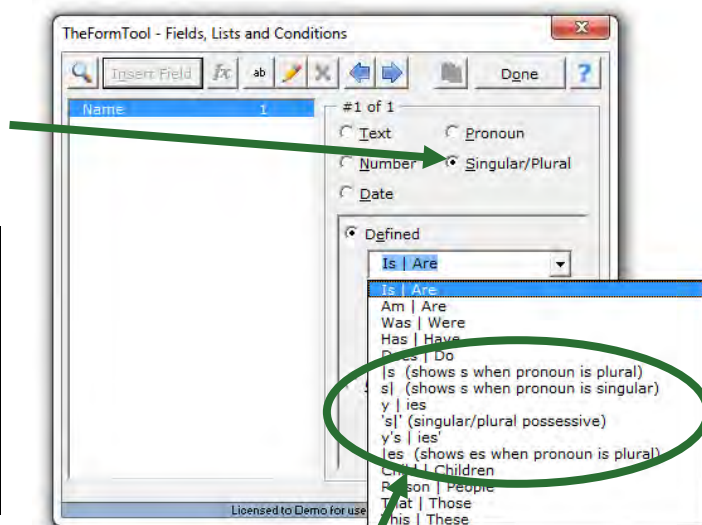 TheFormTool - Fields, Lists and Conditions
Insert Field fx ab Done ?
Name 1
#1 of 1
Text Pronoun
Number Singular/Plural
Date
Defined
Is | Are
Is | Are
Am | Are
Was | Were
Has | Have
Does | Do
|s (shows s when pronoun is plural)
s| (shows s when pronoun is singular)
y | ies
's|' (singular/plural possessive)
y's | ies'
|es (shows es when pronoun is plural)
Child | Children
Person | People
That | Those
This | These
Licensed to Demo for use